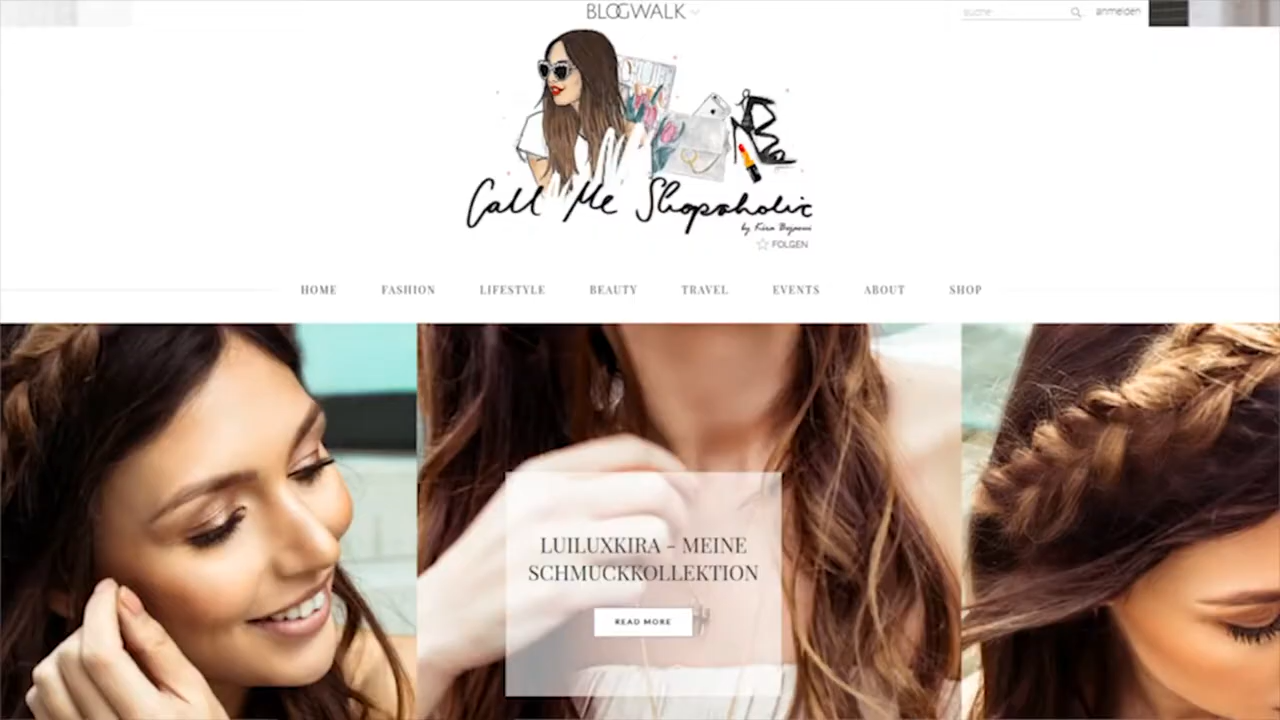 BLOGWALK
suche
anmelden
Call Me Shopaholic
FOLGEN
HOME FASHION LIFESTYLE BEAUTY TRAVEL EVENTS ABOUT SHOP
LUILUXKIRA – MEINE
SCHMUCKKOLLEKTION
READ MORE